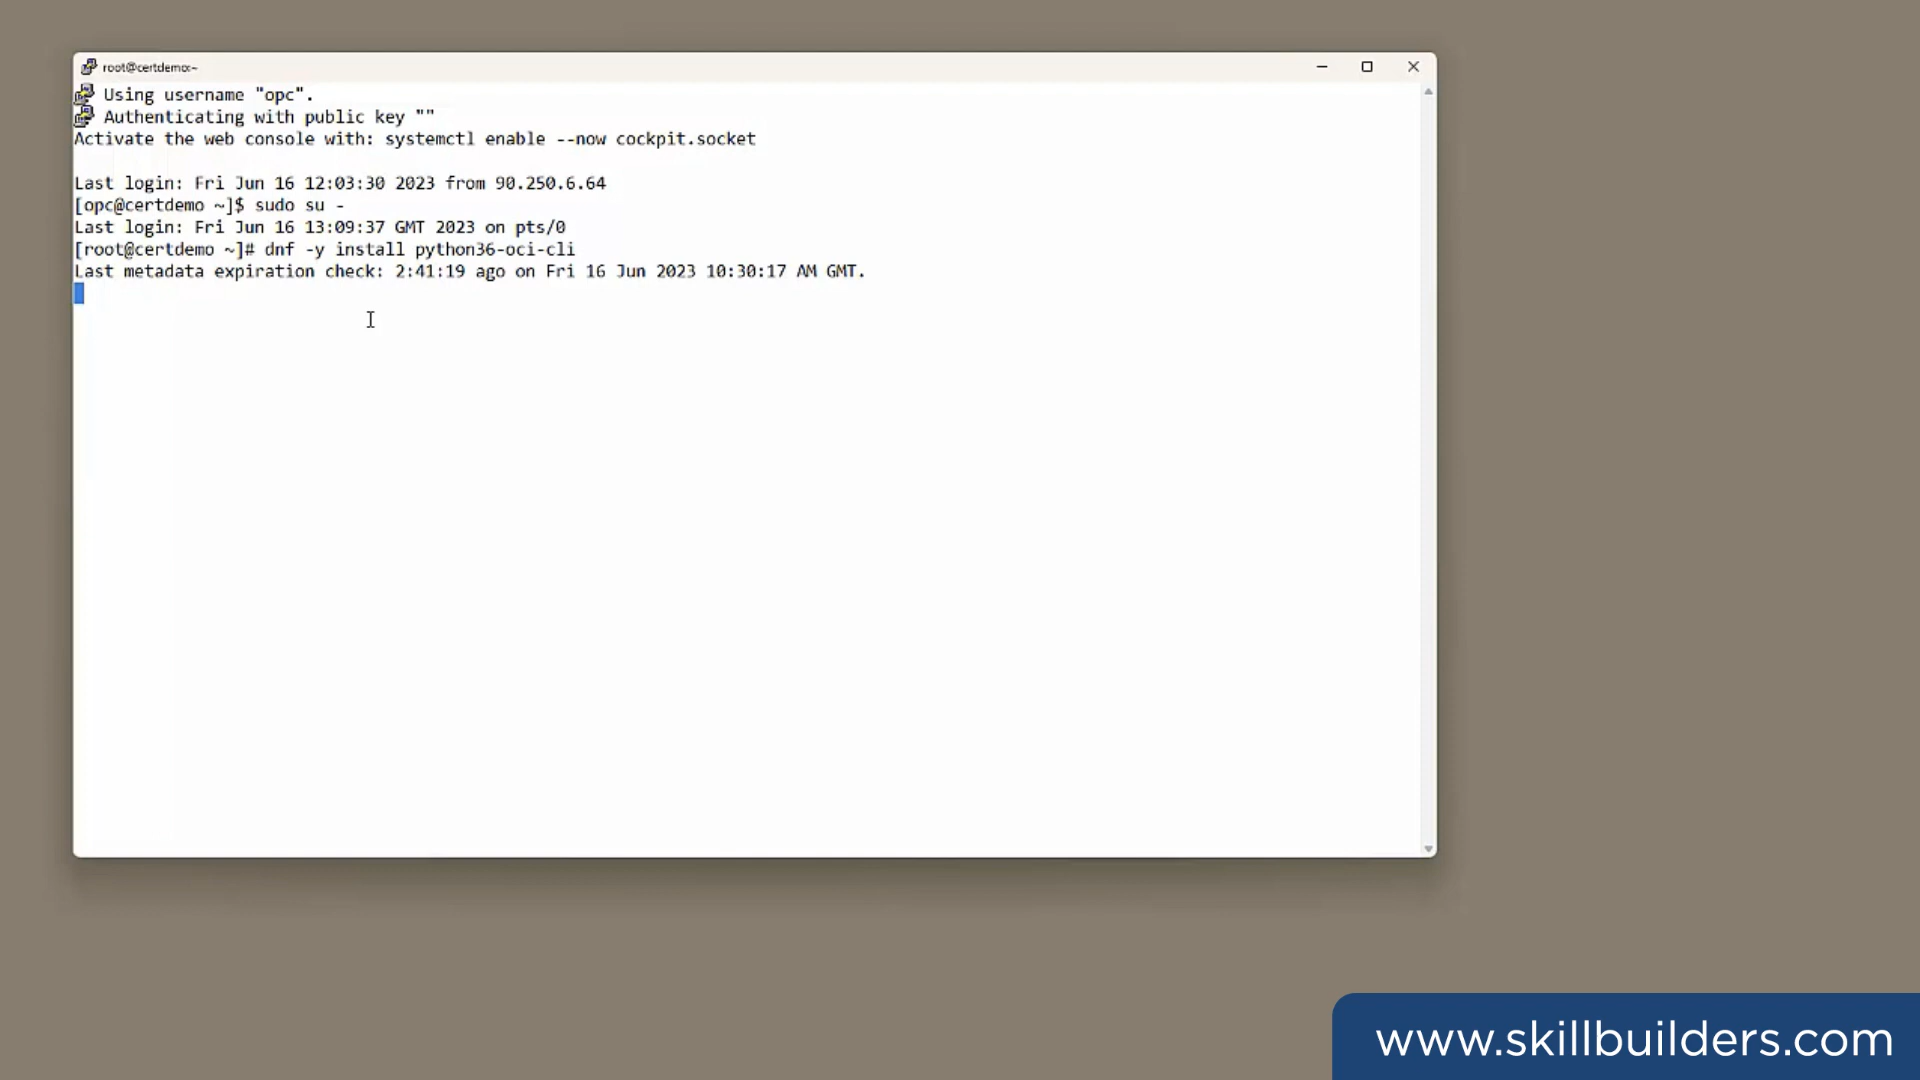 root@certdemo:~
Using username "opc".
Authenticating with public key ""
Activate the web console with: systemctl enable --now cockpit.socket
Last login: Fri Jun 16 12:03:30 2023 from 90.250.6.64
[opc@certdemo ~]$ sudo su -
Last login: Fri Jun 16 13:09:37 GMT 2023 on pts/0
[root@certdemo ~]# dnf -y install python36-oci-cli
Last metadata expiration check: 2:41:19 ago on Fri 16 Jun 2023 10:30:17 AM GMT.
www.skillbuilders.com